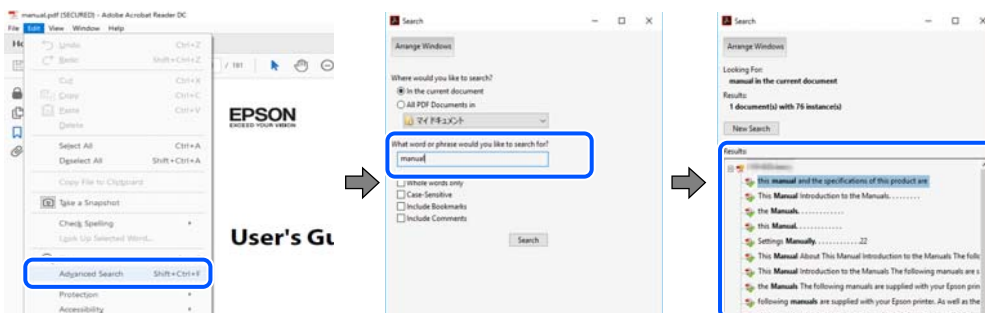 manual.pdf (SECURED) - Adobe Acrobat Reader DC
File Edit View Window Help
Undo Ctrl+Z
Redo Shift+Ctrl+Z
Cut Ctrl+X
Copy Ctrl+C
Paste Ctrl+V
Delete
Select All Ctrl+A
Deselect All Shift+Ctrl+A
Copy File to Clipboard
Take a Snapshot
Check Spelling
Look Up Selected Word...
Advanced Search Shift+Ctrl+F
Protection
Accessibility
/ 181
EPSON
EXCEED YOUR VISION
User's Gu
Search
Arrange Windows
Where would you like to search?
In the current document
All PDF Documents in
マイ ドキュメント
What word or phrase would you like to search for?
manual
Whole words only
Case-Sensitive
Include Bookmarks
Include Comments
Search
Search
Arrange Windows
Looking For:
manual in the current document
Results:
1 document(s) with 76 instance(s)
New Search
Results:
this manual and the specifications of this product are
This Manual Introduction to the Manuals. . . . . . . . .
the Manuals. . . . . . . . . . . . .
this Manual. . . . . . . . . . . . .
Settings Manually. . . . . . . . . . . . .22
This Manual About This Manual Introduction to the Manuals The follo
This Manual Introduction to the Manuals The following manuals are s
the Manuals The following manuals are supplied with your Epson prin
following manuals are supplied with your Epson printer. As well as the